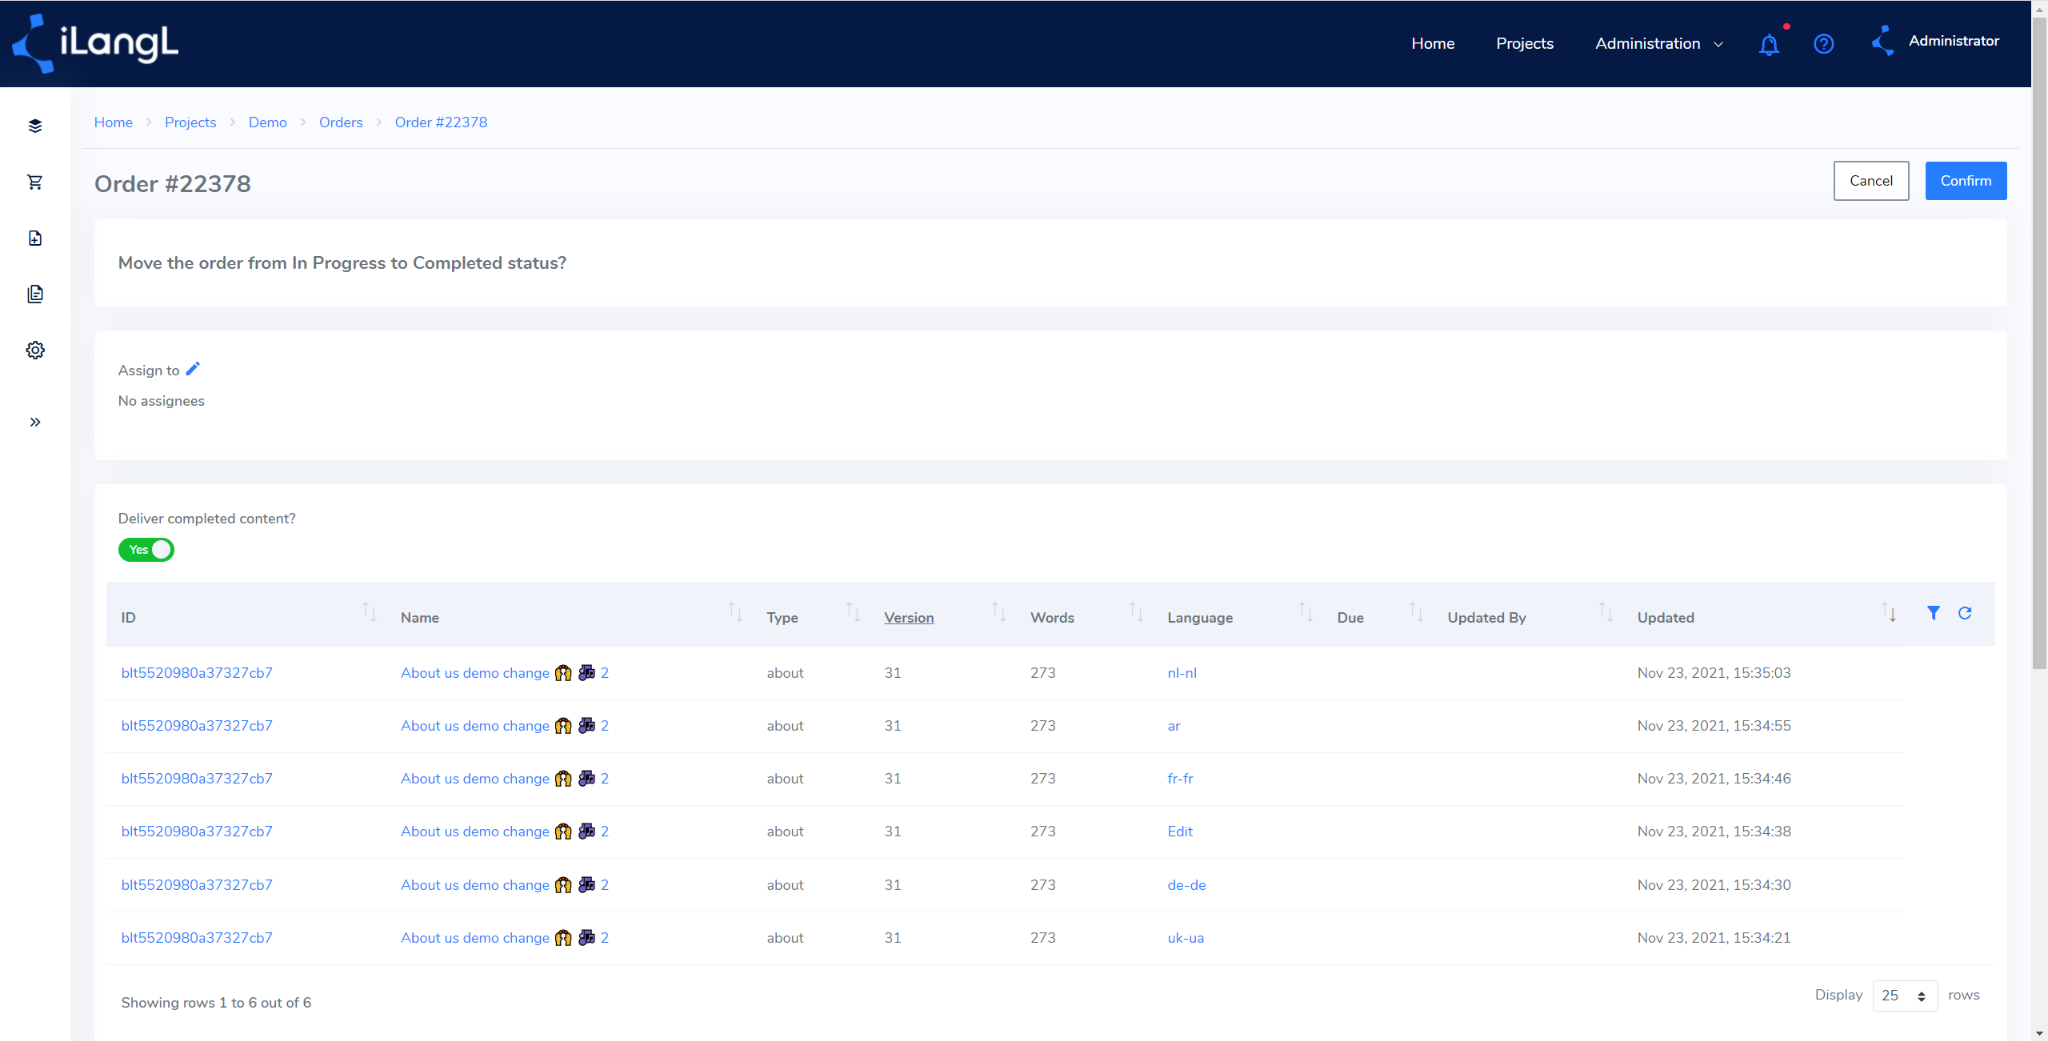 iLangL
Home Projects Administration Administrator
Home Projects Demo Orders Order #22378
Order #22378
Cancel Confirm
Move the order from In Progress to Completed status?
Assign to
No assignees
Deliver completed content?
Yes
ID Name Type Version Words Language Due Updated By Updated
blt5520980a37327cb7 About us demo change 2 about 31 273 nl-nl Nov 23, 2021, 15:35:03
blt5520980a37327cb7 About us demo change 2 about 31 273 ar Nov 23, 2021, 15:34:55
blt5520980a37327cb7 About us demo change 2 about 31 273 fr-fr Nov 23, 2021, 15:34:46
blt5520980a37327cb7 About us demo change 2 about 31 273 Edit Nov 23, 2021, 15:34:38
blt5520980a37327cb7 About us demo change 2 about 31 273 de-de Nov 23, 2021, 15:34:30
blt5520980a37327cb7 About us demo change 2 about 31 273 uk-ua Nov 23, 2021, 15:34:21
Showing rows 1 to 6 out of 6
Display 25 rows